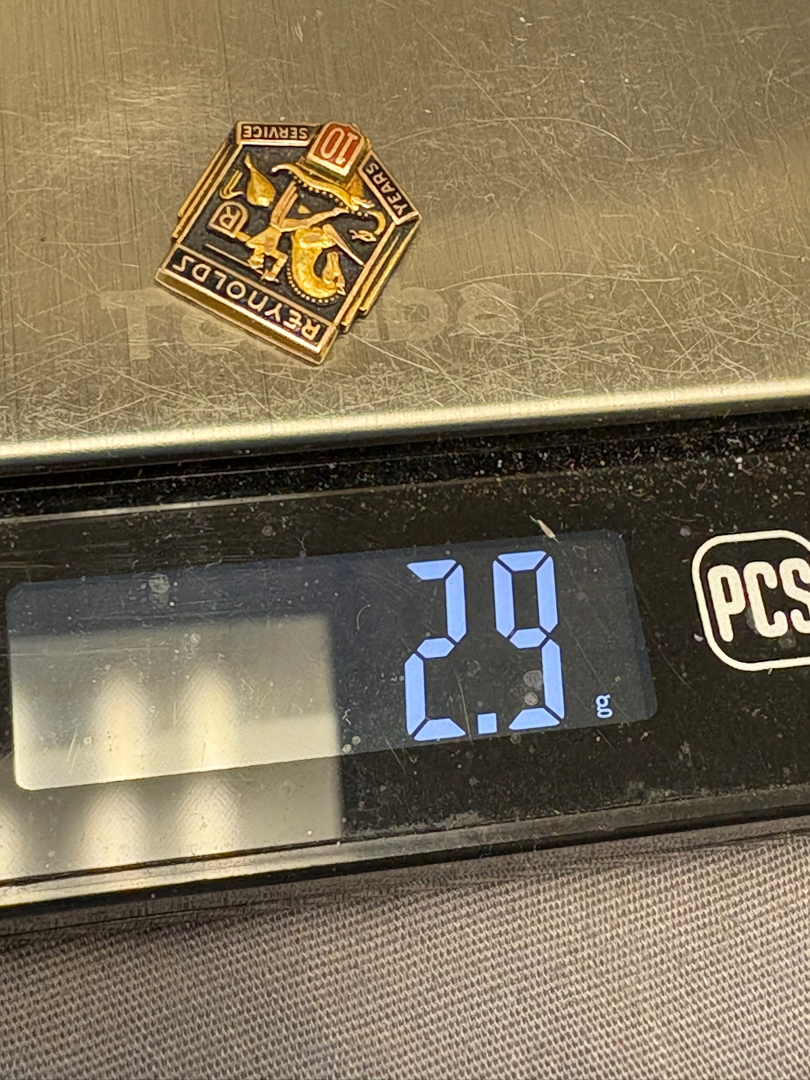 SERVICE
10
YEARS
R
REYNOLDS
2.9 g
PCS